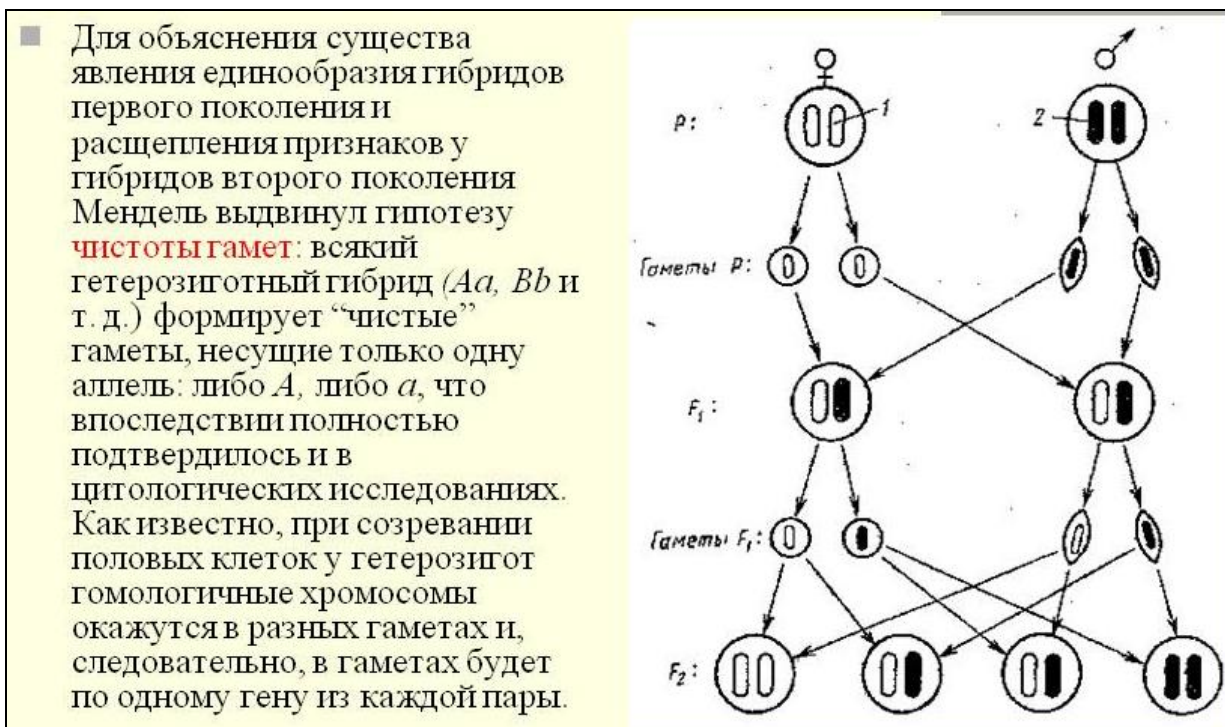 Для объяснения существа
явления единообразия гибридов
первого поколения и
расщепления признаков у
гибридов второго поколения
Мендель выдвинул гипотезу
чистоты гамет: всякий
гетерозиготный гибрид (Aa, Bb и
т. д.) формирует “чистые”
гаметы, несущие только одну
аллель: либо A, либо a, что
впоследствии полностью
подтвердилось и в
цитологических исследованиях.
Как известно, при созревании
половых клеток у гетерозигот
гомологичные хромосомы
окажутся в разных гаметах и,
следовательно, в гаметах будет
по одному гену из каждой пары.
♀ ♂
P: 1 2
Гаметы P:
F₁:
Гаметы F₁:
F₂: